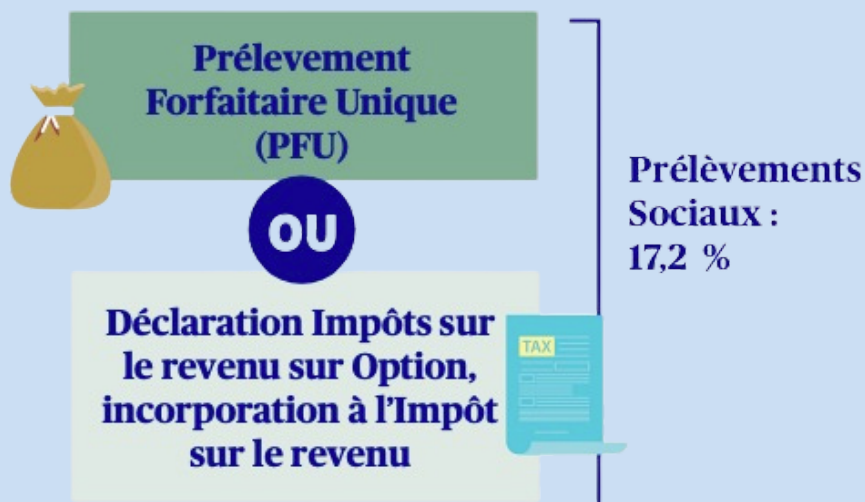 Prélevement
Forfaitaire Unique
(PFU)
OU
Déclaration Impôts sur
le revenu sur Option,
incorporation à l'Impôt
sur le revenu
TAX
Prélèvements
Sociaux :
17,2 %